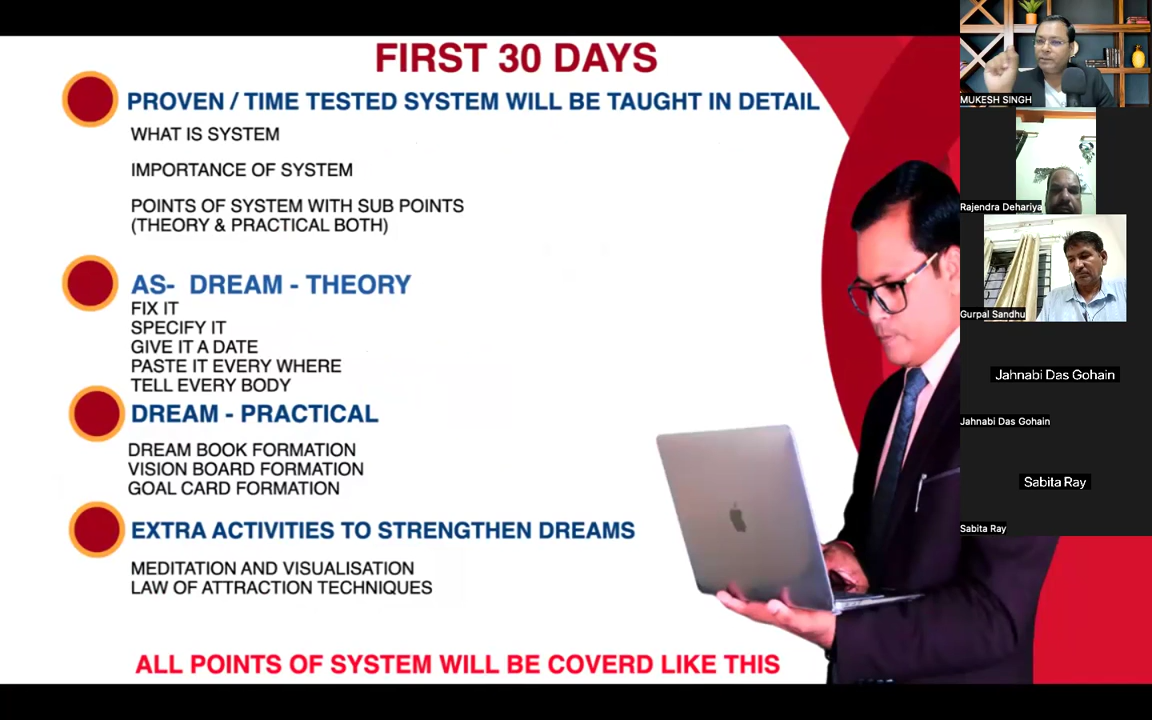 FIRST 30 DAYS
PROVEN / TIME TESTED SYSTEM WILL BE TAUGHT IN DETAIL
WHAT IS SYSTEM
IMPORTANCE OF SYSTEM
POINTS OF SYSTEM WITH SUB POINTS
(THEORY & PRACTICAL BOTH)
AS- DREAM - THEORY
FIX IT
SPECIFY IT
GIVE IT A DATE
PASTE IT EVERY WHERE
TELL EVERY BODY
DREAM - PRACTICAL
DREAM BOOK FORMATION
VISION BOARD FORMATION
GOAL CARD FORMATION
EXTRA ACTIVITIES TO STRENGTHEN DREAMS
MEDITATION AND VISUALISATION
LAW OF ATTRACTION TECHNIQUES
ALL POINTS OF SYSTEM WILL BE COVERD LIKE THIS
MUKESH SINGH
Rajendra Dehariya
Gurpal Sandhu
Jahnabi Das Gohain
Jahnabi Das Gohain
Sabita Ray
Sabita Ray